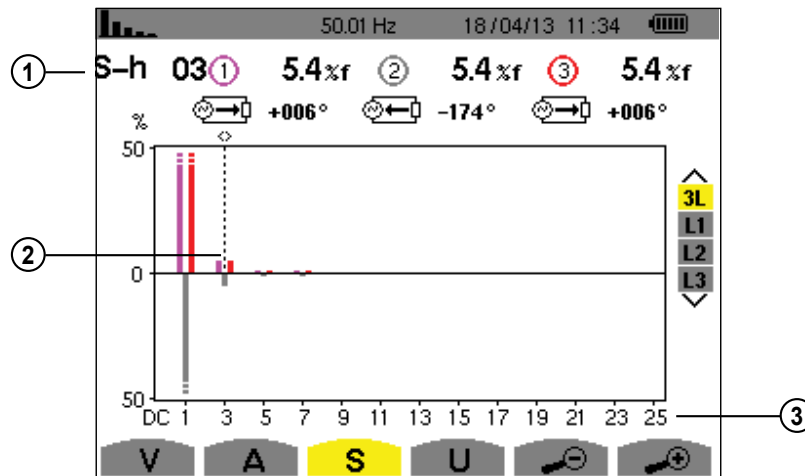 50.01 Hz 18/04/13 11:34
1 S-h 03 1 5.4 %f 2 5.4 %f 3 5.4 %f
+006° -174° +006°
%
50
3L
L1
L2
L3
2
0
50
DC 1 3 5 7 9 11 13 15 17 19 21 23 25 3
V A S U